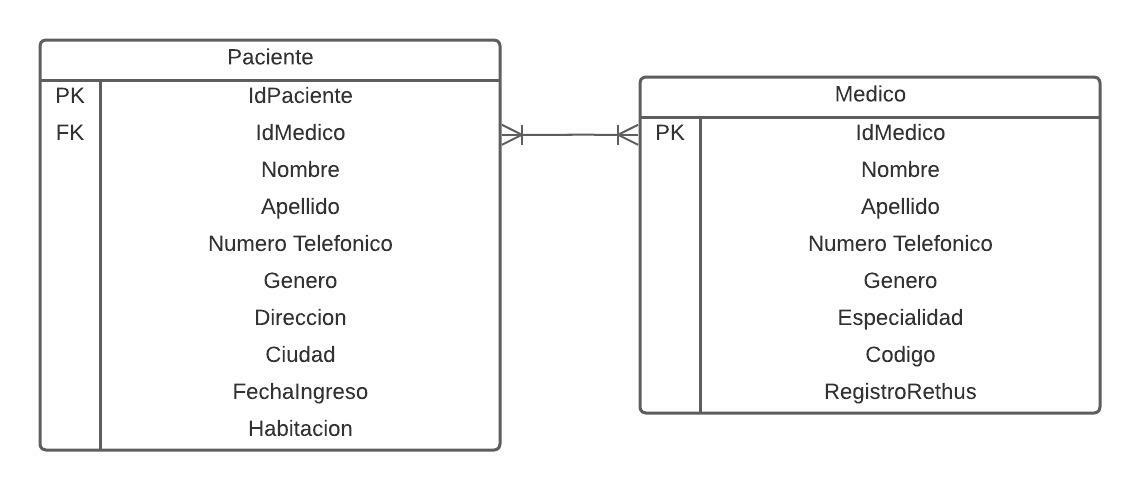 Paciente
PK IdPaciente
FK IdMedico
Nombre
Apellido
Numero Telefonico
Genero
Direccion
Ciudad
FechaIngreso
Habitacion
Medico
PK IdMedico
Nombre
Apellido
Numero Telefonico
Genero
Especialidad
Codigo
RegistroRethus